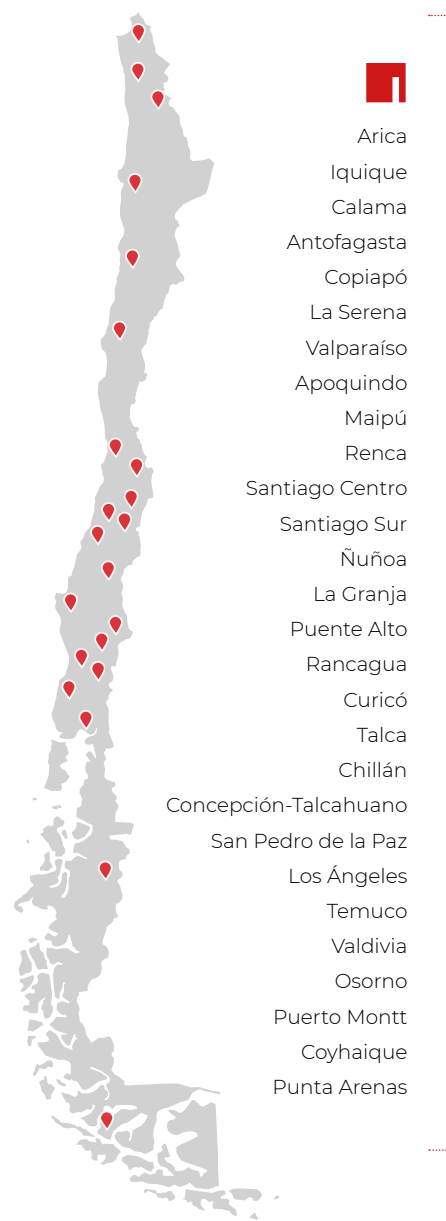 Arica
Iquique
Calama
Antofagasta
Copiapó
La Serena
Valparaíso
Apoquindo
Maipú
Renca
Santiago Centro
Santiago Sur
Ñuñoa
La Granja
Puente Alto
Rancagua
Curicó
Talca
Chillán
Concepción-Talcahuano
San Pedro de la Paz
Los Ángeles
Temuco
Valdivia
Osorno
Puerto Montt
Coyhaique
Punta Arenas